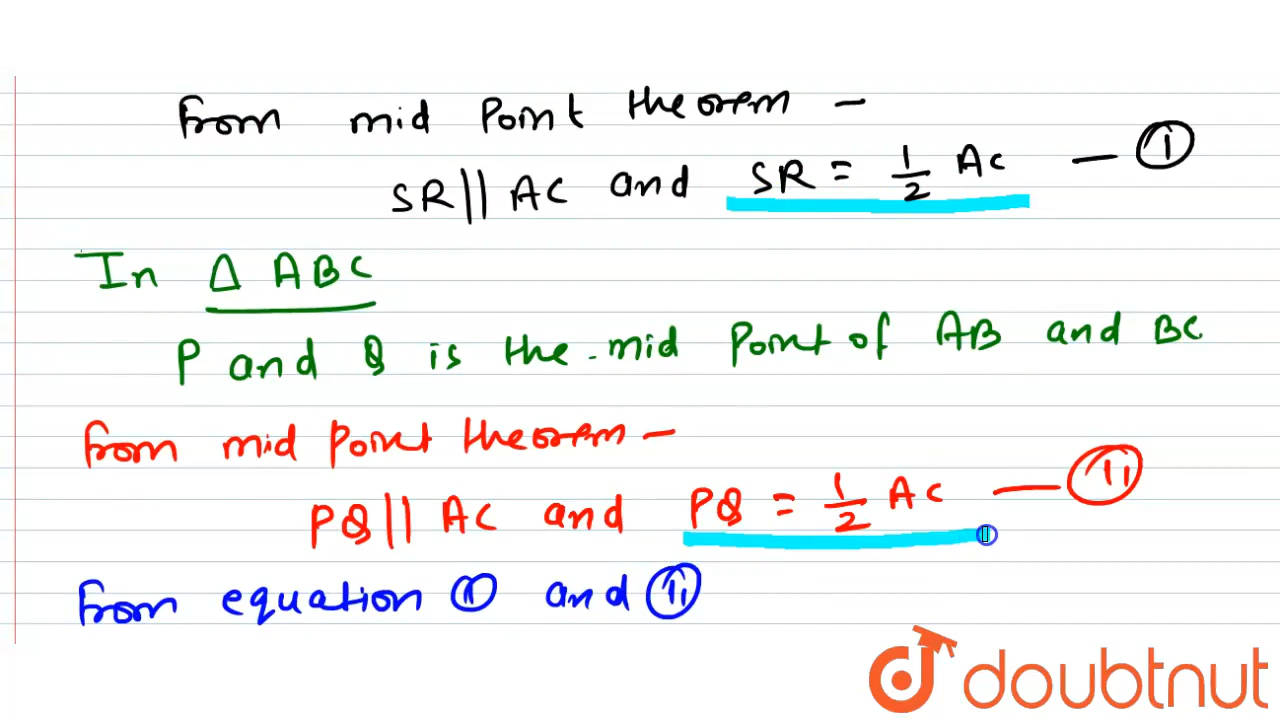 From mid Point theorem -
SR || AC and SR = 1/2 AC — (i)
In Δ ABC
P and Q is the mid Point of AB and BC
From mid Point theorem -
PQ || AC and PQ = 1/2 AC — (ii)
From equation (i) and (ii)
doubtnut